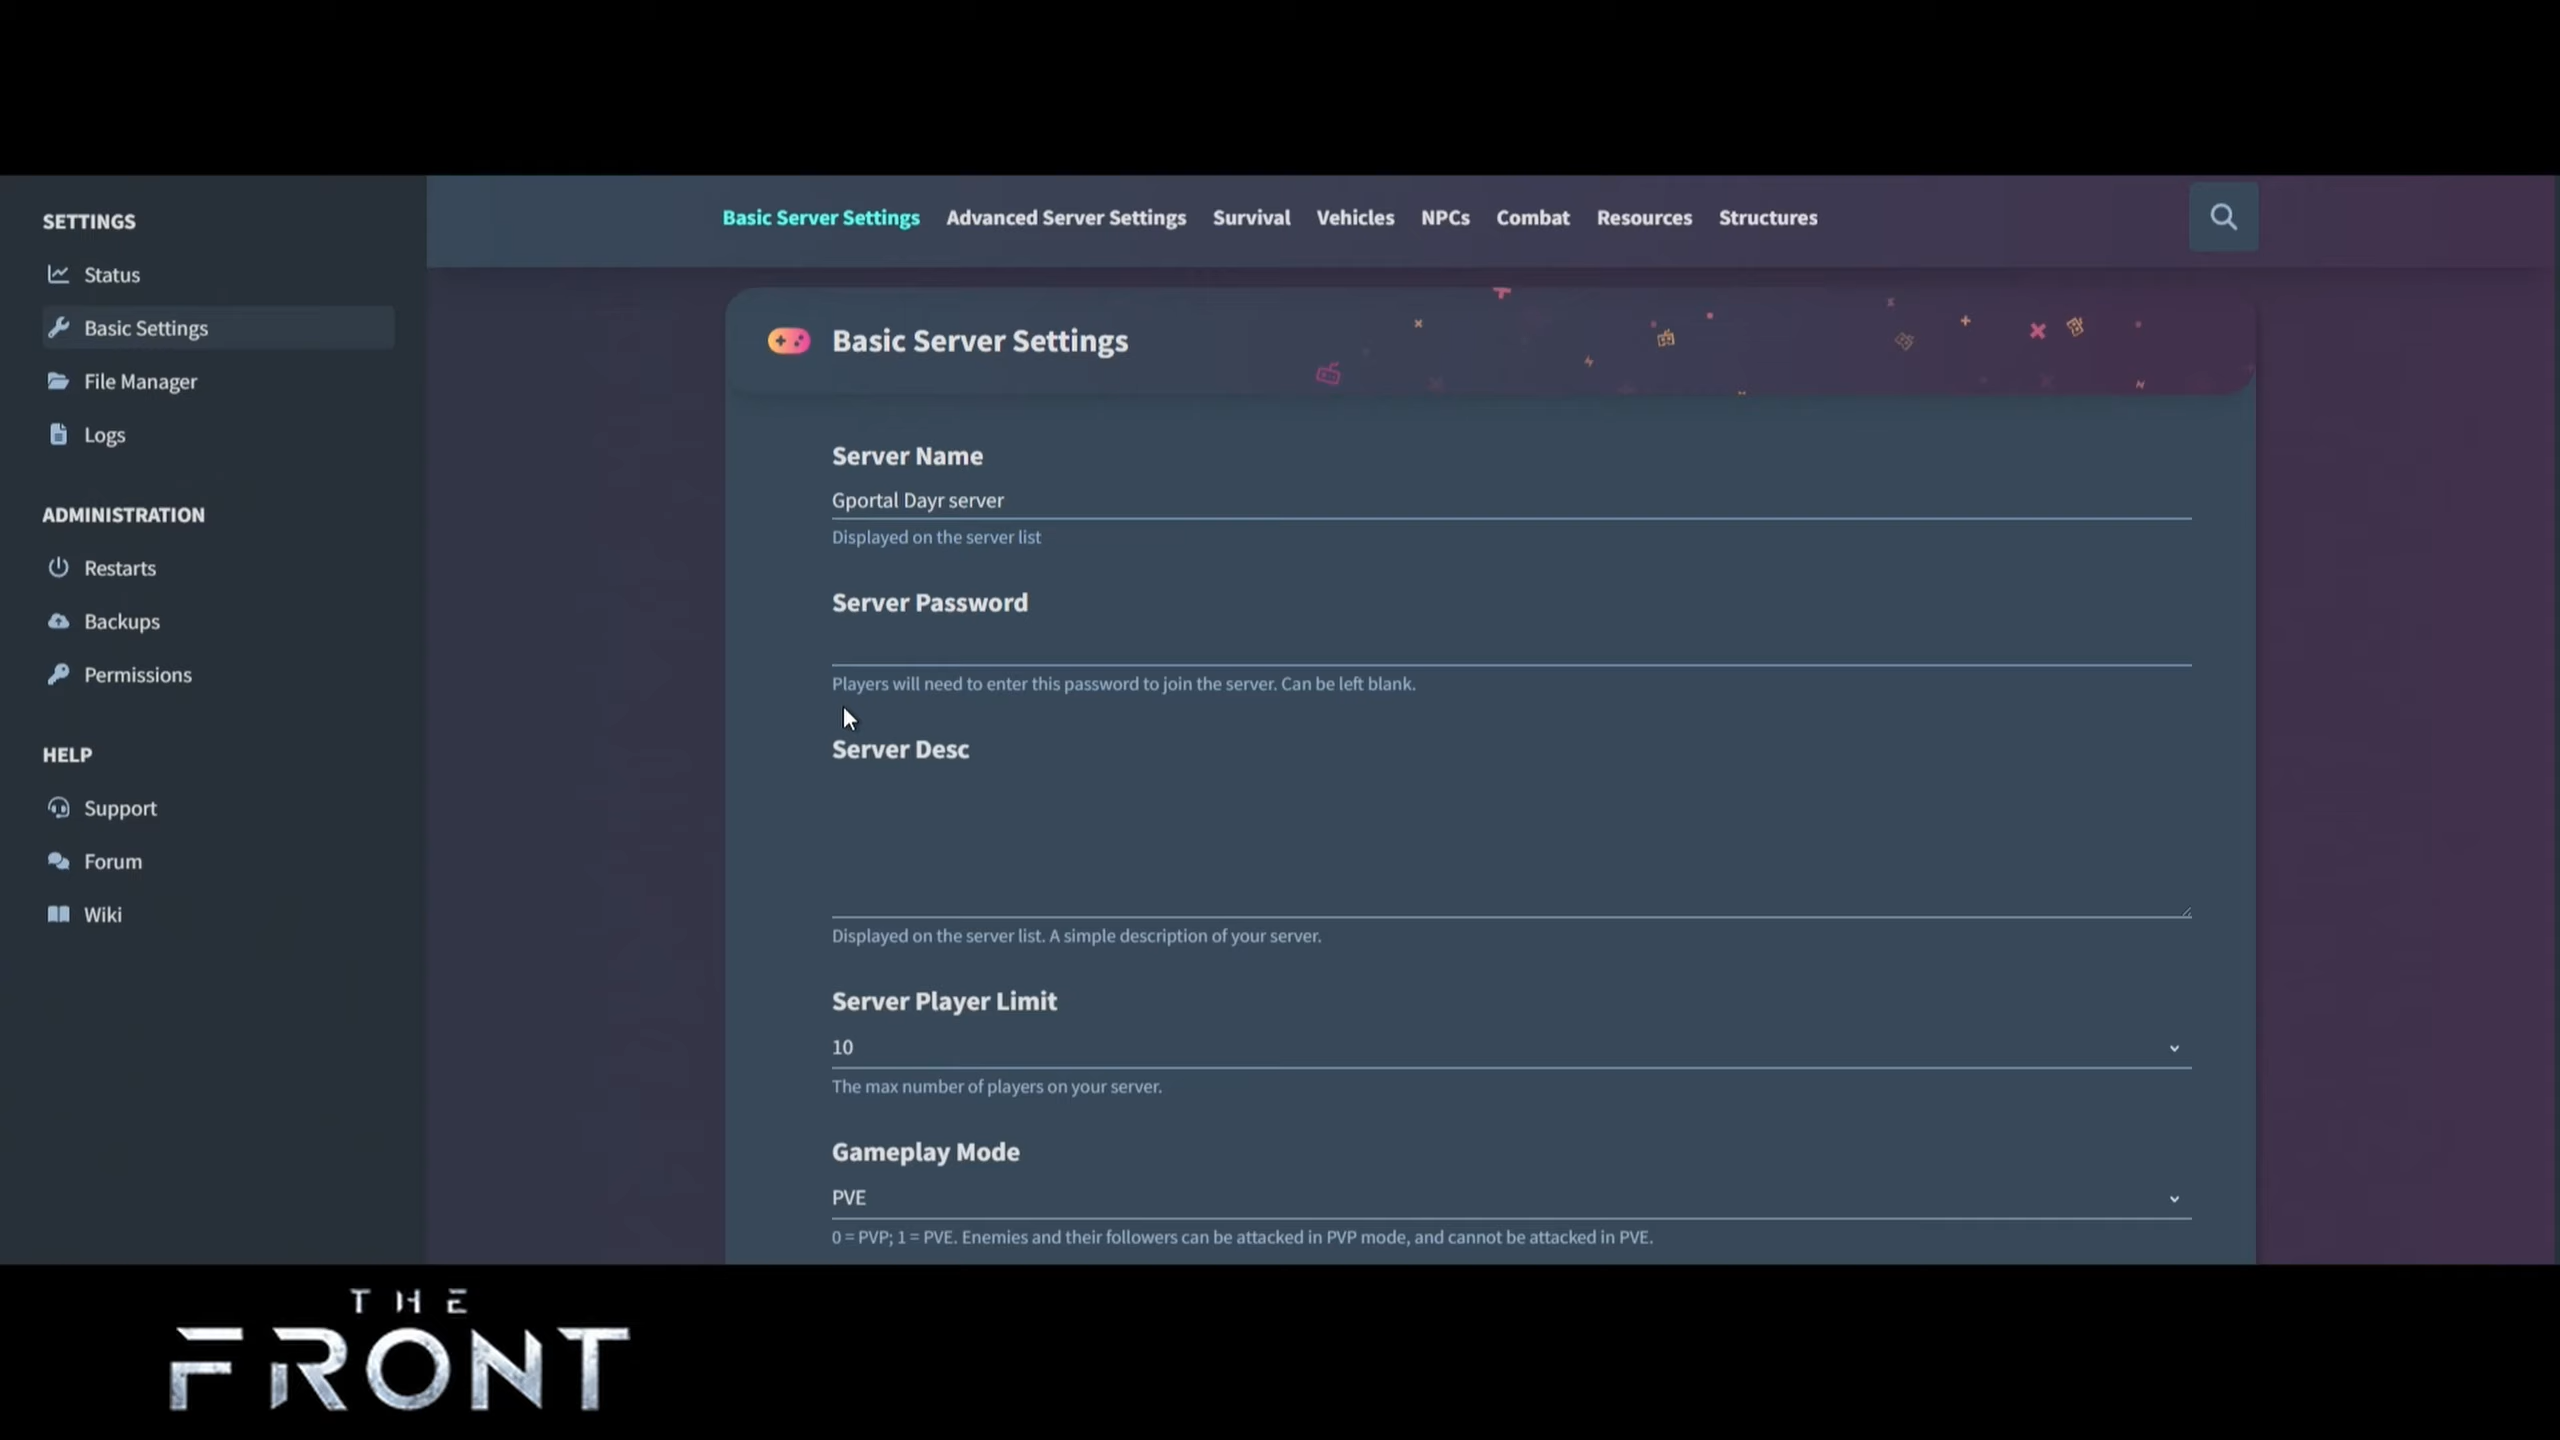 SETTINGS
Status
Basic Settings
File Manager
Logs
ADMINISTRATION
Restarts
Backups
Permissions
HELP
Support
Forum
Wiki
Basic Server Settings Advanced Server Settings Survival Vehicles NPCs Combat Resources Structures
Basic Server Settings
Server Name
Gportal Dayr server
Displayed on the server list
Server Password
Players will need to enter this password to join the server. Can be left blank.
Server Desc
Displayed on the server list. A simple description of your server.
Server Player Limit
10
The max number of players on your server.
Gameplay Mode
PVE
0 = PVP; 1 = PVE. Enemies and their followers can be attacked in PVP mode, and cannot be attacked in PVE.
THE
FRONT